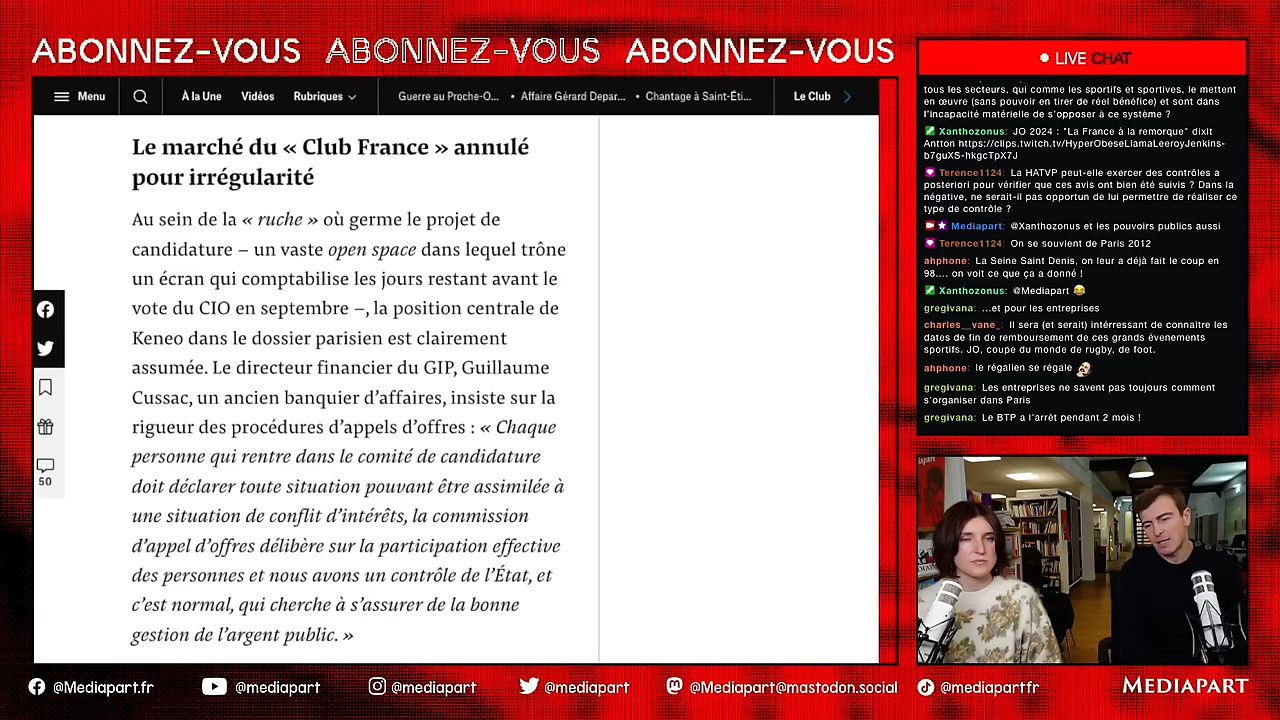 ABONNEZ-VOUS ABONNEZ-VOUS ABONNEZ-VOUS
Menu
À la Une
Vidéos
Rubriques
Guerre au Proche-O...
• Affaire Gérard Depar...
• Chantage à Saint-Éti...
Le Club
Le marché du « Club France » annulé
pour irrégularité
Au sein de la « ruche » où germe le projet de
candidature – un vaste open space dans lequel trône
un écran qui comptabilise les jours restant avant le
vote du CIO en septembre –, la position centrale de
Keneo dans le dossier parisien est clairement
assumée. Le directeur financier du GIP, Guillaume
Cussac, un ancien banquier d'affaires, insiste sur la
rigueur des procédures d'appels d'offres : « Chaque
personne qui rentre dans le comité de candidature
doit déclarer toute situation pouvant être assimilée à
une situation de conflit d'intérêts, la commission
d'appel d'offres délibère sur la participation effective
des personnes et nous avons un contrôle de l'État, et
c'est normal, qui cherche à s'assurer de la bonne
gestion de l'argent public. »
50
LIVE CHAT
tous les secteurs, qui comme les sportifs et sportives, le mettent
en œuvre (sans pouvoir en tirer de réel bénéfice) et sont dans
l'incapacité matérielle de s'opposer à ce système ?
Xanthozonus: JO 2024 : "La France à la remorque" dixit
Antton https://clips.twitch.tv/HyperObeseLlamaLeeroyJenkins-
b7guXS-hkgcTpX7J
Terence1124: La HATVP peut-elle exercer des contrôles a
posteriori pour vérifier que ces avis ont bien été suivis ? Dans la
négative, ne serait-il pas opportun de lui permettre de réaliser ce
type de contrôle ?
Mediapart: @Xanthozonus et les pouvoirs publics aussi
Terence1124: On se souvient de Paris 2012
ahphone: La Seine Saint Denis, on leur a déjà fait le coup en
98.... on voit ce que ça a donné !
Xanthozonus: @Mediapart
gregivana: ...et pour les entreprises
charles__vane_: Il sera (et serait) intérressant de connaître les
dates de fin de remboursement de ces grands évenements
sportifs. JO, coupe du monde de rugby, de foot.
ahphone: le régalien se régale
gregivana: Les entreprises ne savent pas toujours comment
s'organiser dans Paris
gregivana: Le BTP a l'arrêt pendant 2 mois !
@Mediapart.fr
@mediapart
@mediapart
@mediapart
@Mediapart@mastodon.social
@mediapartfr
MEDIAPART